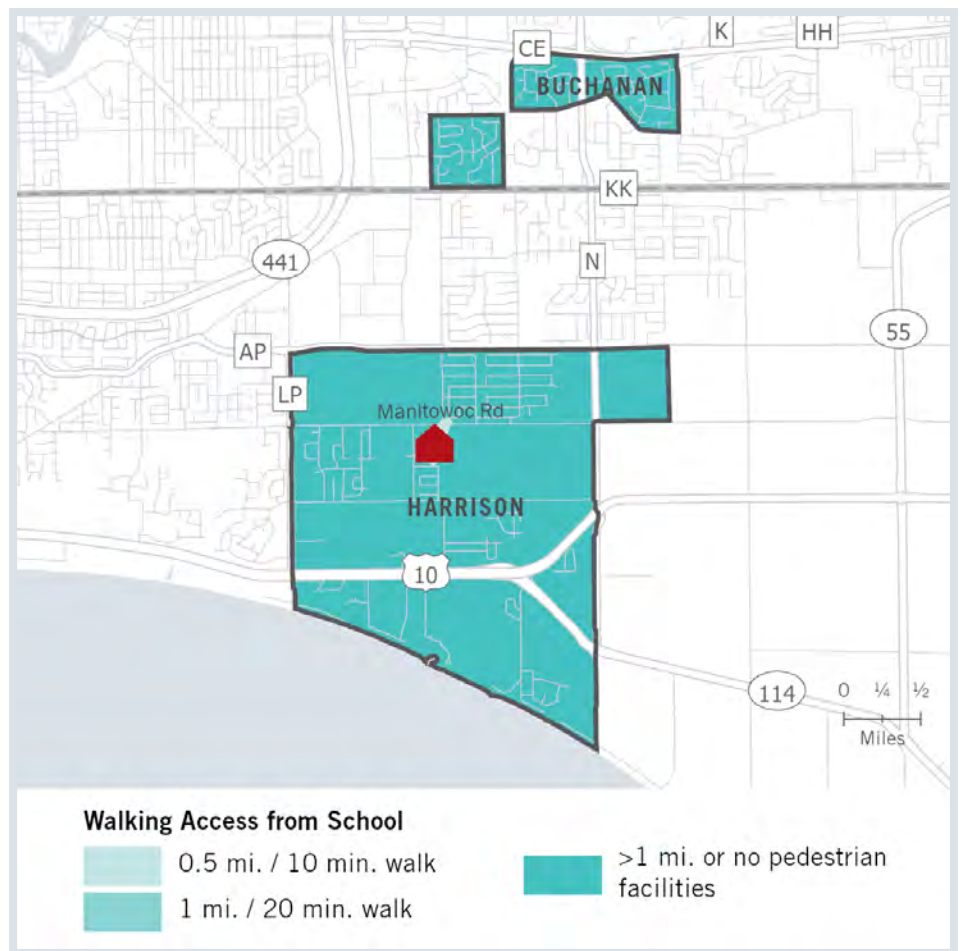 K
HH
CE
BUCHANAN
KK
441
N
55
AP
LP
Manitowoc Rd
HARRISON
10
114
0 ¼ ½
Miles
Walking Access from School
0.5 mi. / 10 min. walk
1 mi. / 20 min. walk
>1 mi. or no pedestrian
facilities